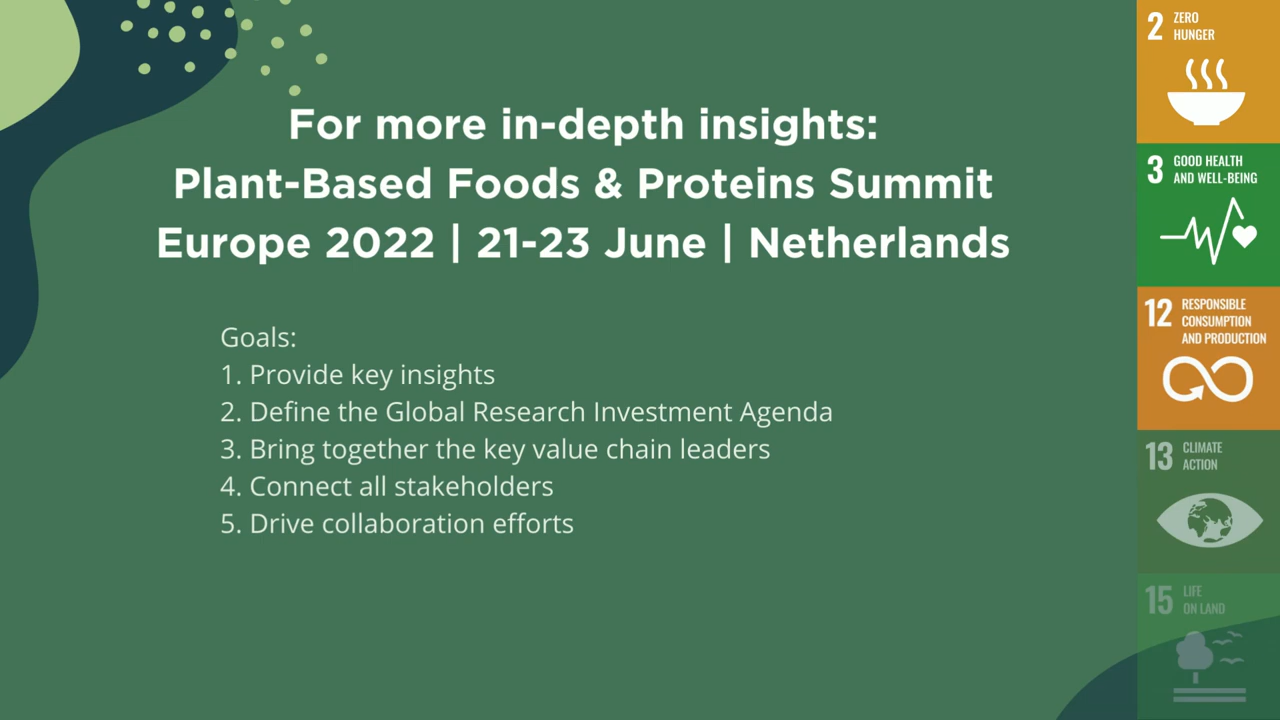 For more in-depth insights:
Plant-Based Foods & Proteins Summit
Europe 2022 | 21-23 June | Netherlands
Goals:
1. Provide key insights
2. Define the Global Research Investment Agenda
3. Bring together the key value chain leaders
4. Connect all stakeholders
5. Drive collaboration efforts
2 ZERO
HUNGER
3 GOOD HEALTH
AND WELL-BEING
12 RESPONSIBLE
CONSUMPTION
AND PRODUCTION
13 CLIMATE
ACTION
15 LIFE
ON LAND